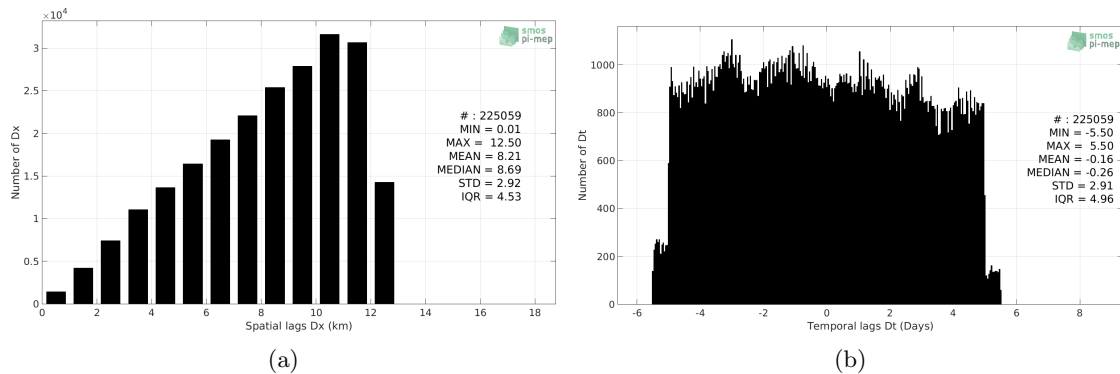 ×10⁴
3
2.5
2
1.5
1
0.5
0
Number of Dx
0 2 4 6 8 10 12 14 16 18
Spatial lags Dx (km)
smos
pi-mep
# : 225059
MIN = 0.01
MAX = 12.50
MEAN = 8.21
MEDIAN = 8.69
STD = 2.92
IQR = 4.53
(a)
1000
800
600
400
200
0
Number of Dt
-6 -4 -2 0 2 4 6 8
Temporal lags Dt (Days)
smos
pi-mep
# : 225059
MIN = -5.50
MAX = 5.50
MEAN = -0.16
MEDIAN = -0.26
STD = 2.91
IQR = 4.96
(b)